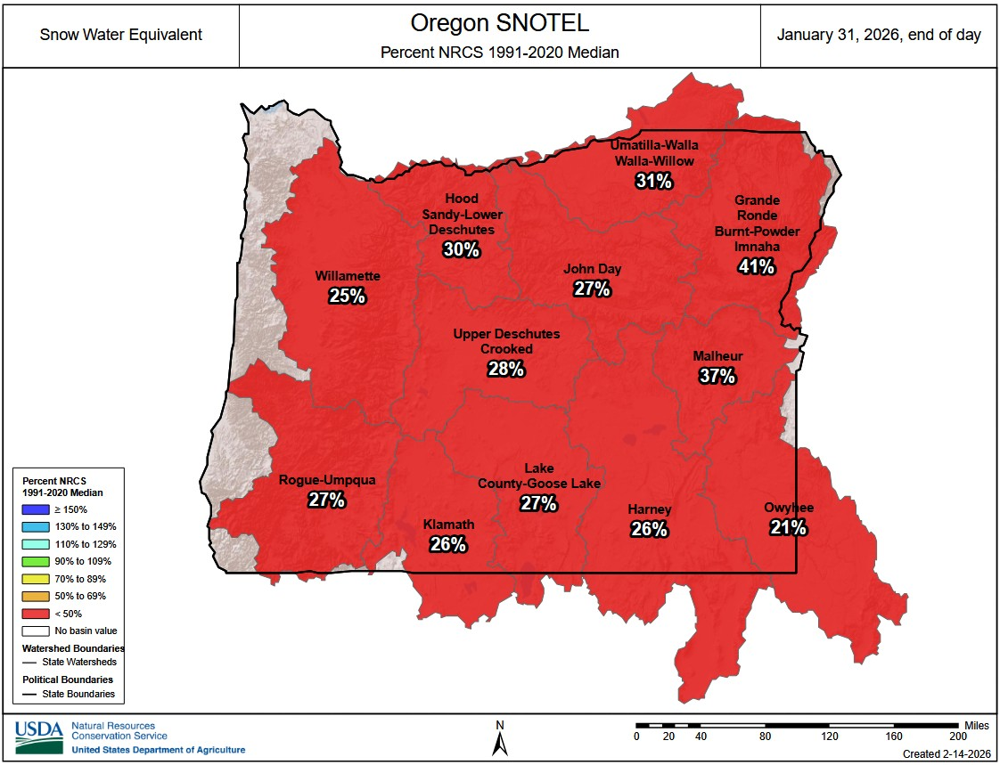 Snow Water Equivalent
Oregon SNOTEL
Percent NRCS 1991-2020 Median
January 31, 2026, end of day
Umatilla-Walla
Walla-Willow
31%
Hood
Sandy-Lower
Deschutes
30%
Grande
Ronde
Burnt-Powder
Imnaha
41%
Willamette
25%
John Day
27%
Upper Deschutes
Crooked
28%
Malheur
37%
Rogue-Umpqua
27%
Lake
County-Goose Lake
27%
Klamath
26%
Harney
26%
Owyhee
21%
Percent NRCS
1991-2020 Median
≥ 150%
130% to 149%
110% to 129%
90% to 109%
70% to 89%
50% to 69%
< 50%
No basin value
Watershed Boundaries
State Watersheds
Political Boundaries
State Boundaries
USDA
Natural Resources
Conservation Service
United States Department of Agriculture
N
Miles
0 20 40 80 120 160 200
Created 2-14-2026